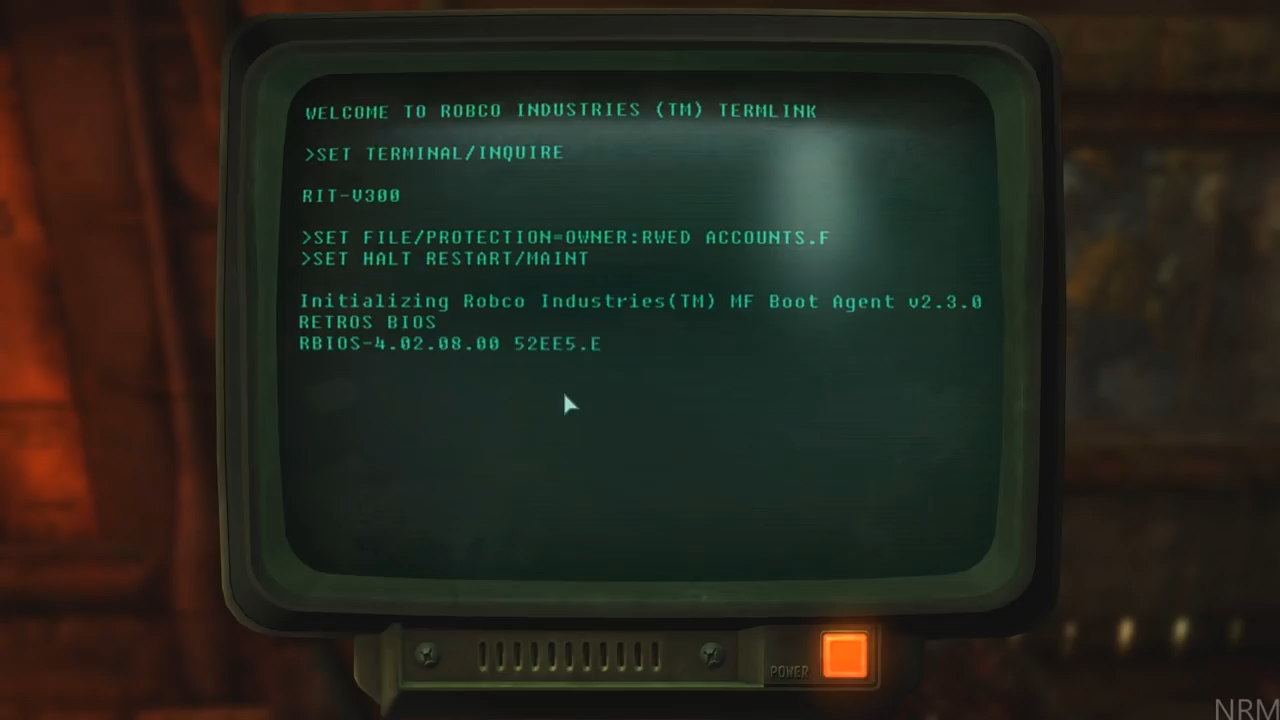 WELCOME TO ROBCO INDUSTRIES (TM) TERMLINK
>SET TERMINAL/INQUIRE
RIT-V300
>SET FILE/PROTECTION=OWNER:RWED ACCOUNTS.F
>SET HALT RESTART/MAINT
Initializing Robco Industries(TM) MF Boot Agent v2.3.0
RETROS BIOS
RBIOS-4.02.08.00 52EE5.E
POWER
NRM